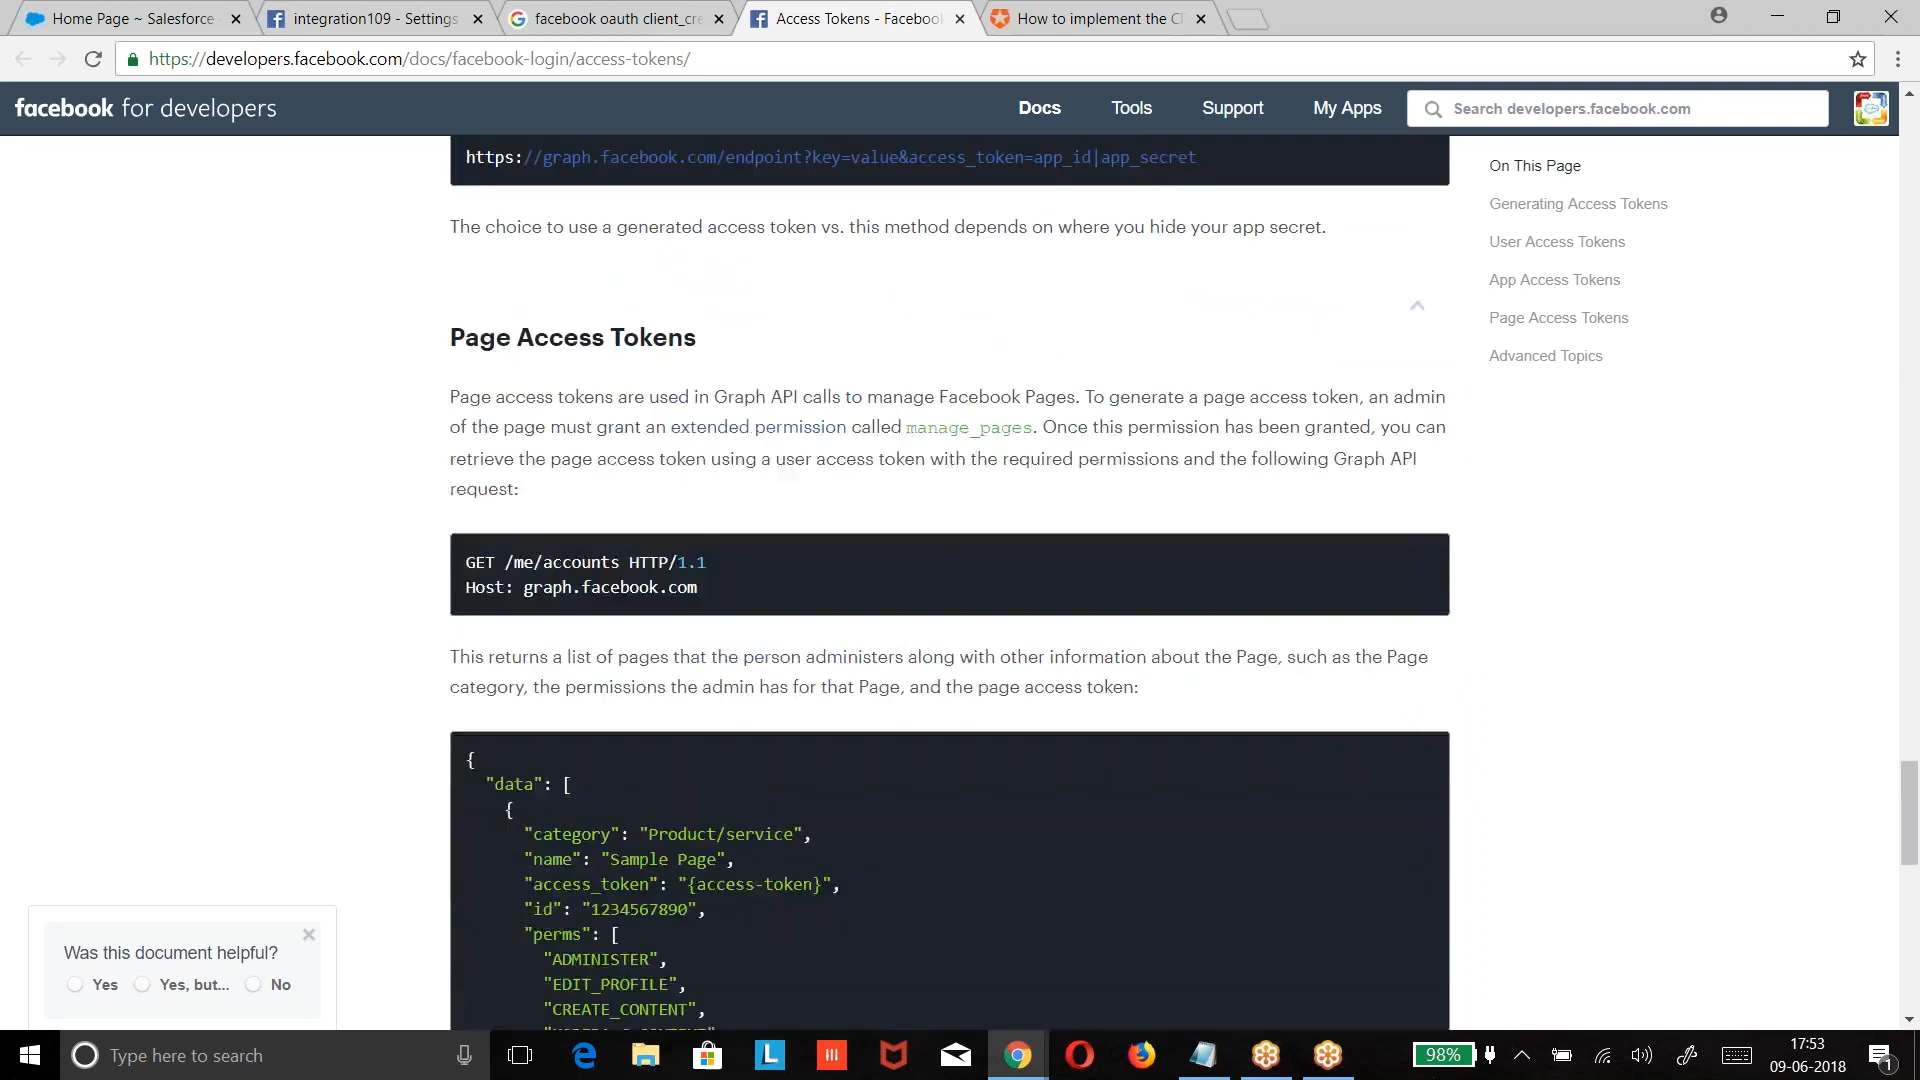 Home Page ~ Salesforce
integration109 - Settings
facebook oauth client_cre
Access Tokens - Facebook
How to implement the Cl
https://developers.facebook.com/docs/facebook-login/access-tokens/
facebook for developers
Docs
Tools
Support
My Apps
Search developers.facebook.com
https://graph.facebook.com/endpoint?key=value&access_token=app_id|app_secret
The choice to use a generated access token vs. this method depends on where you hide your app secret.
Page Access Tokens
Page access tokens are used in Graph API calls to manage Facebook Pages. To generate a page access token, an admin
of the page must grant an extended permission called manage_pages. Once this permission has been granted, you can
retrieve the page access token using a user access token with the required permissions and the following Graph API
request:
GET /me/accounts HTTP/1.1
Host: graph.facebook.com
This returns a list of pages that the person administers along with other information about the Page, such as the Page
category, the permissions the admin has for that Page, and the page access token:
{
"data": [
{
"category": "Product/service",
"name": "Sample Page",
"access_token": "{access-token}",
"id": "1234567890",
"perms": [
"ADMINISTER",
"EDIT_PROFILE",
"CREATE_CONTENT",
On This Page
Generating Access Tokens
User Access Tokens
App Access Tokens
Page Access Tokens
Advanced Topics
Was this document helpful?
Yes
Yes, but...
No
Type here to search
98%
17:53
09-06-2018
1